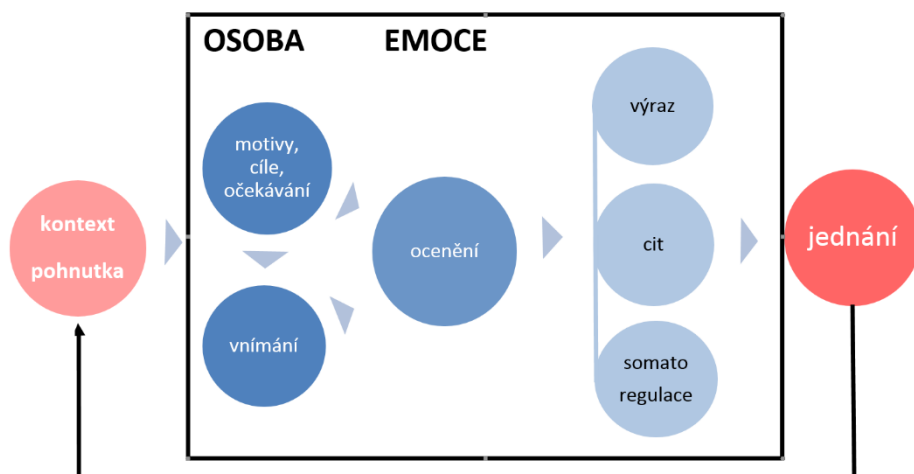 OSOBA
EMOCE
kontext
pohnutka
motivy,
cíle,
očekávání
vnímání
ocenění
výraz
cit
somato
regulace
jednání